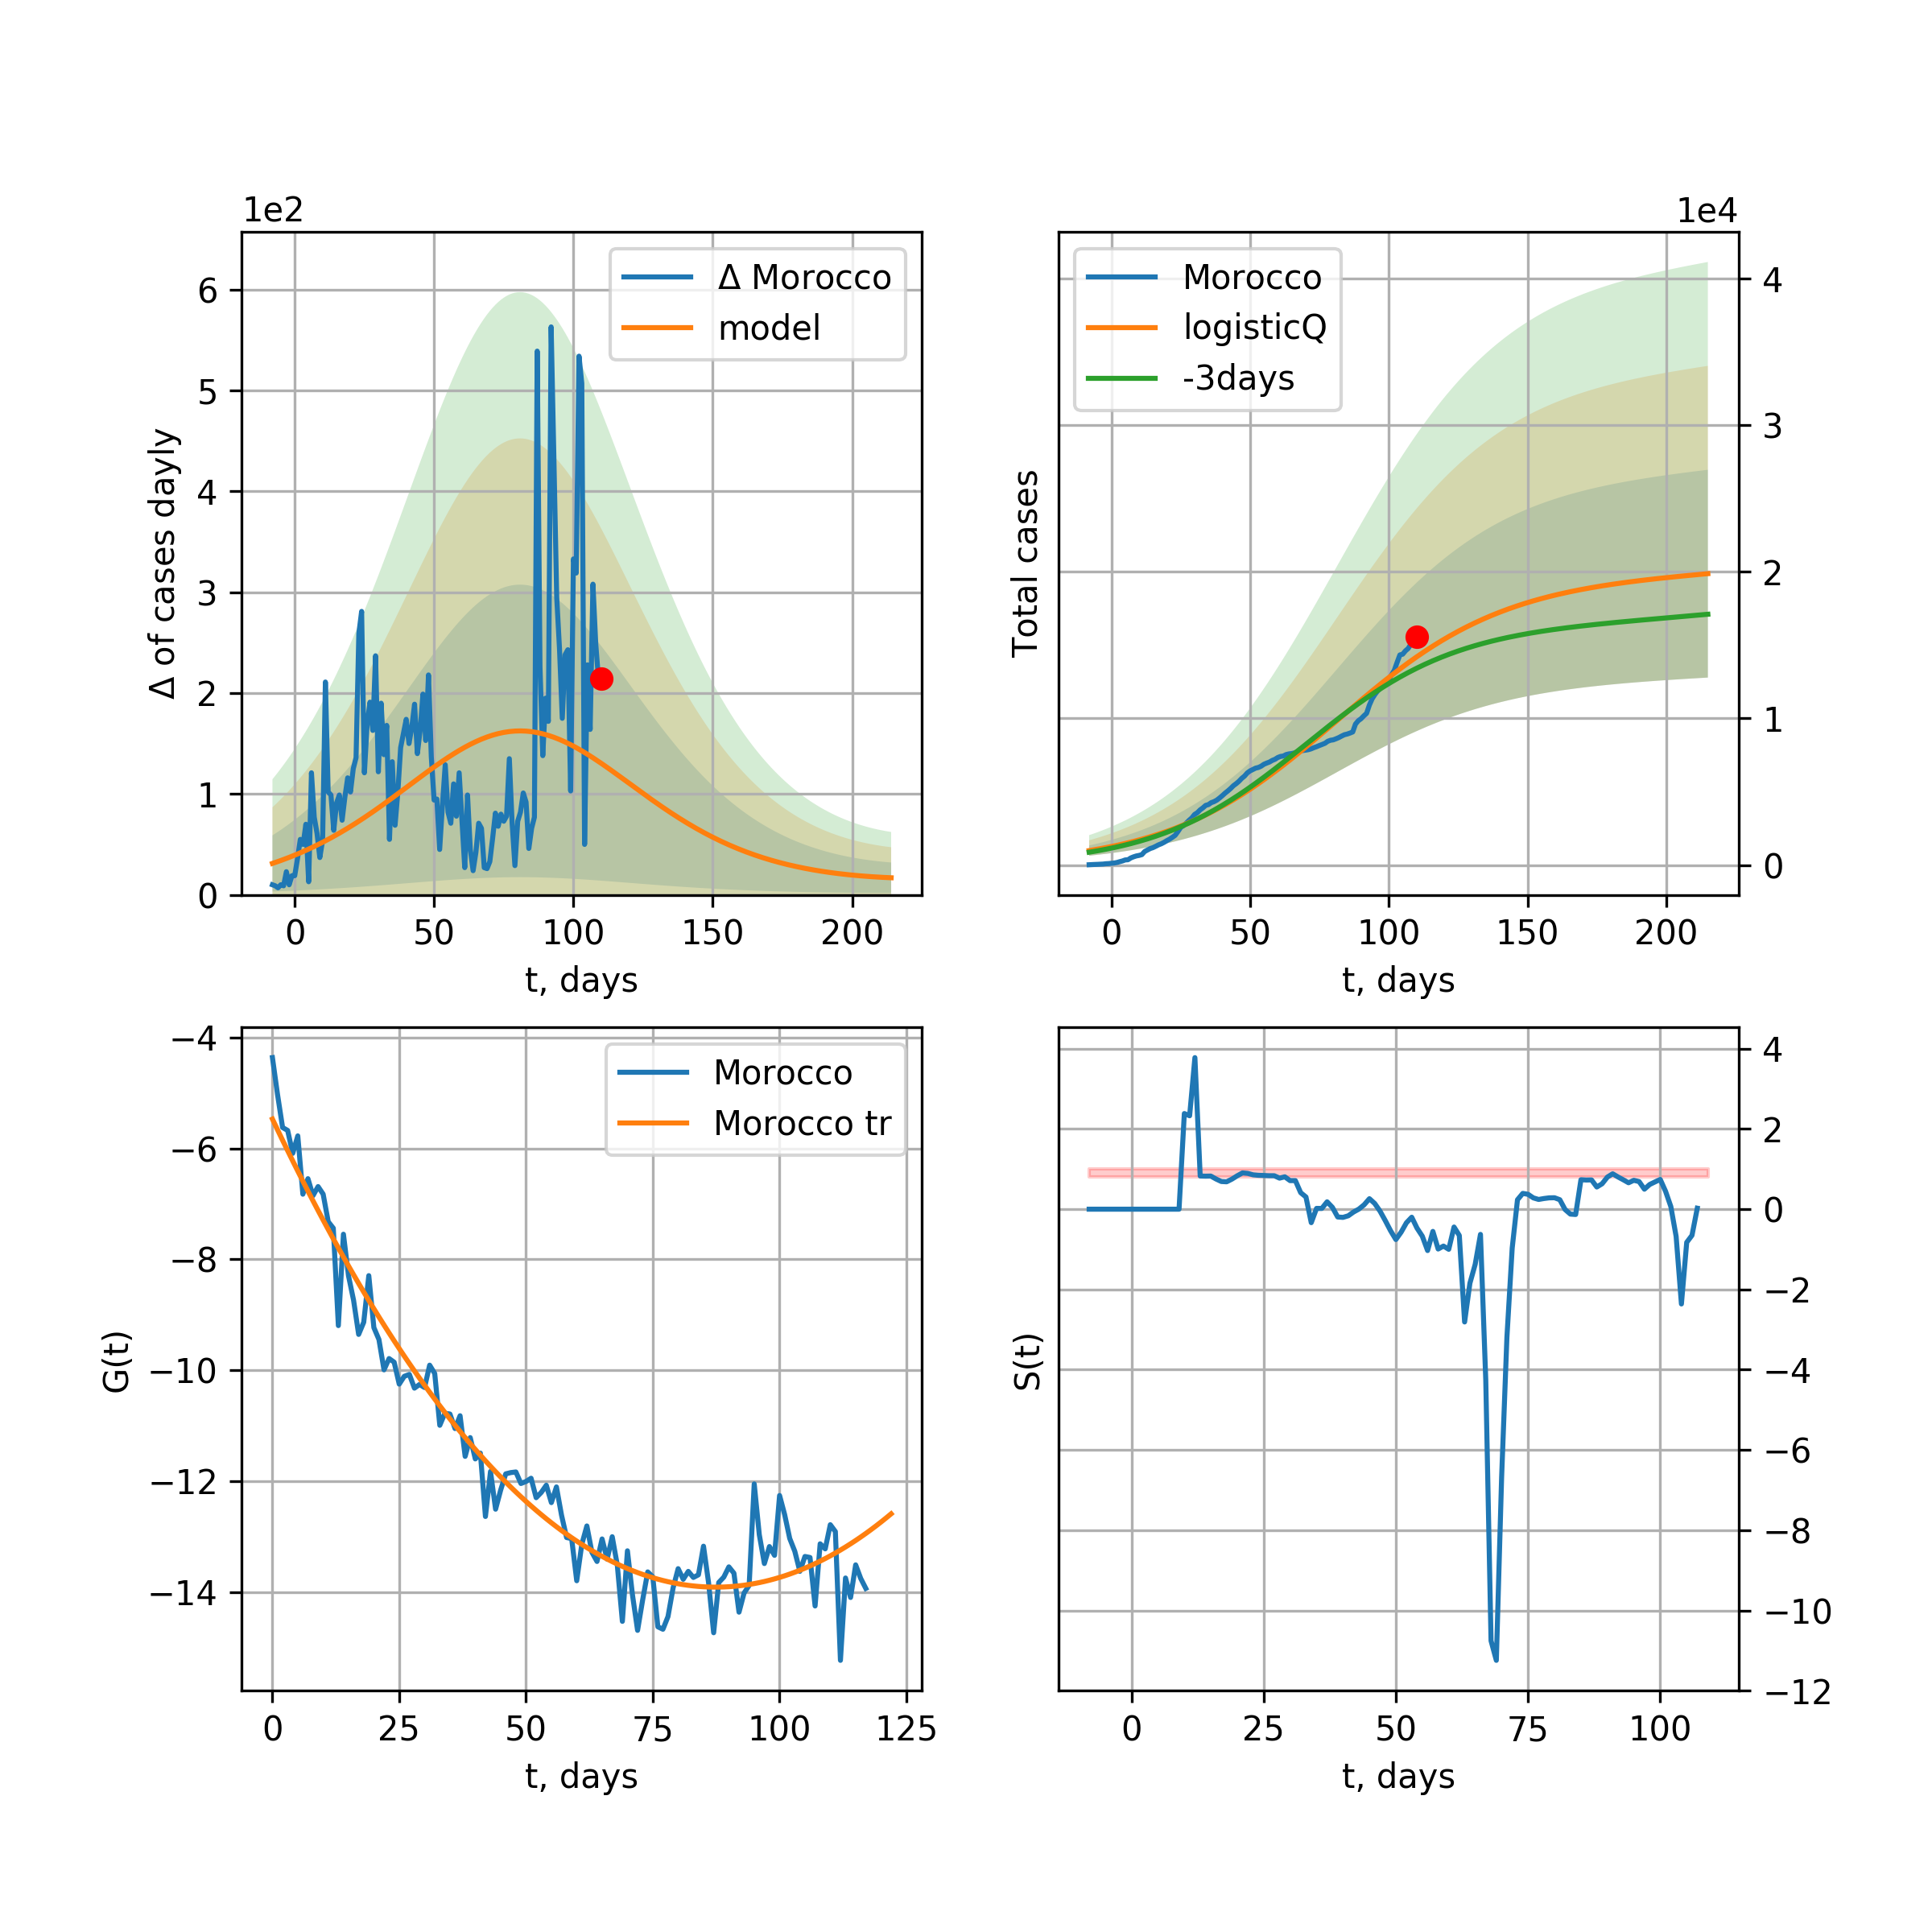 1e2
Δ of cases dayly
6
5
4
3
2
1
0
Δ Morocco
model
0 50 100 150 200
t, days
1e4
Total cases
Morocco
logisticQ
-3days
4
3
2
1
0
0 50 100 150 200
t, days
G(t)
−4
−6
−8
−10
−12
−14
Morocco
Morocco tr
0 25 50 75 100 125
t, days
S(t)
4
2
0
−2
−4
−6
−8
−10
−12
0 25 50 75 100
t, days